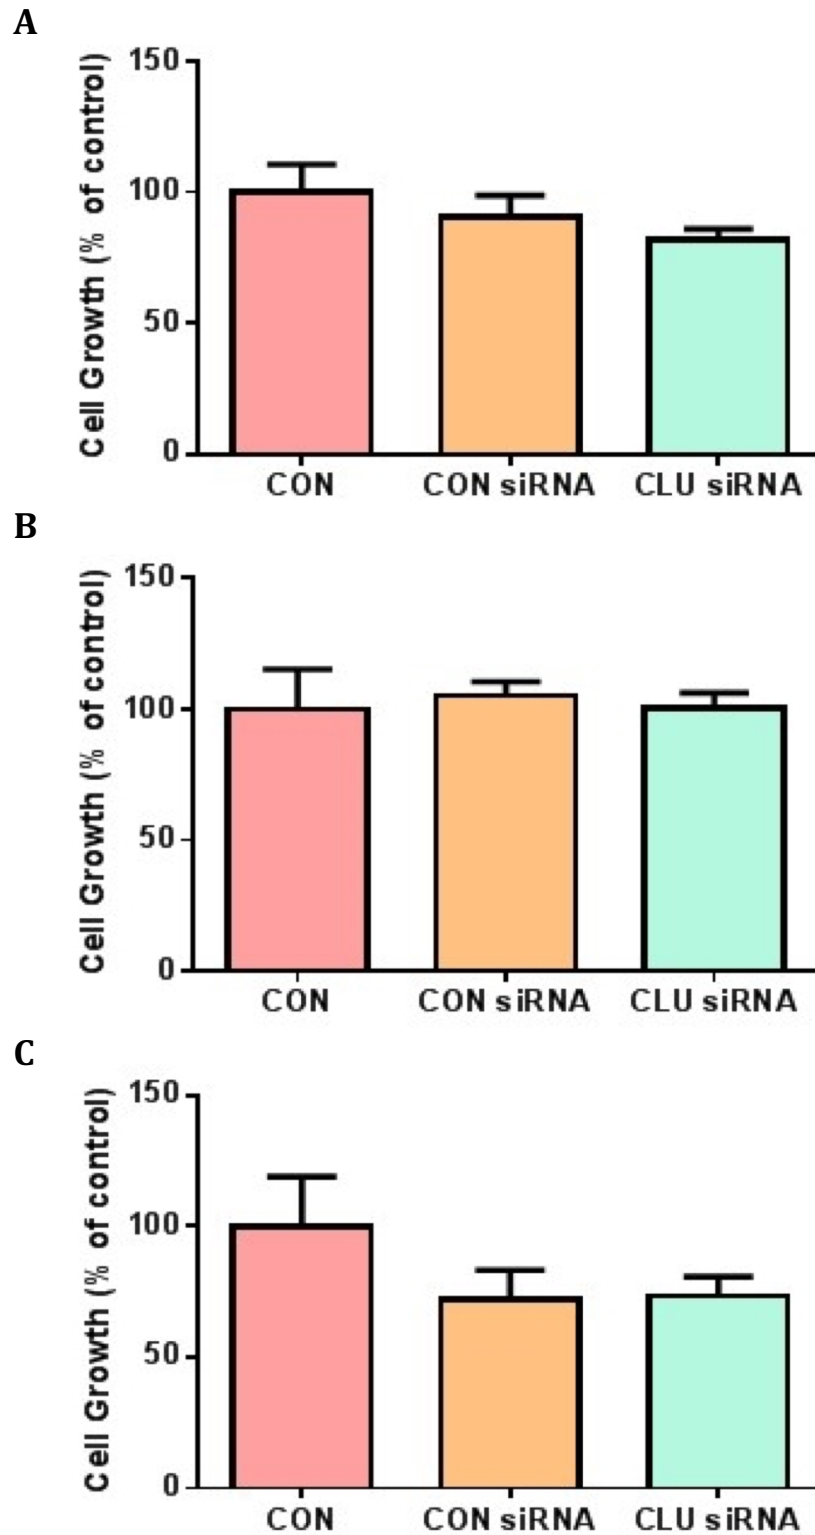 A
Cell Growth (% of control)
150
100
50
0
CON CON siRNA CLU siRNA
B
Cell Growth (% of control)
150
100
50
0
CON CON siRNA CLU siRNA
C
Cell Growth (% of control)
150
100
50
0
CON CON siRNA CLU siRNA